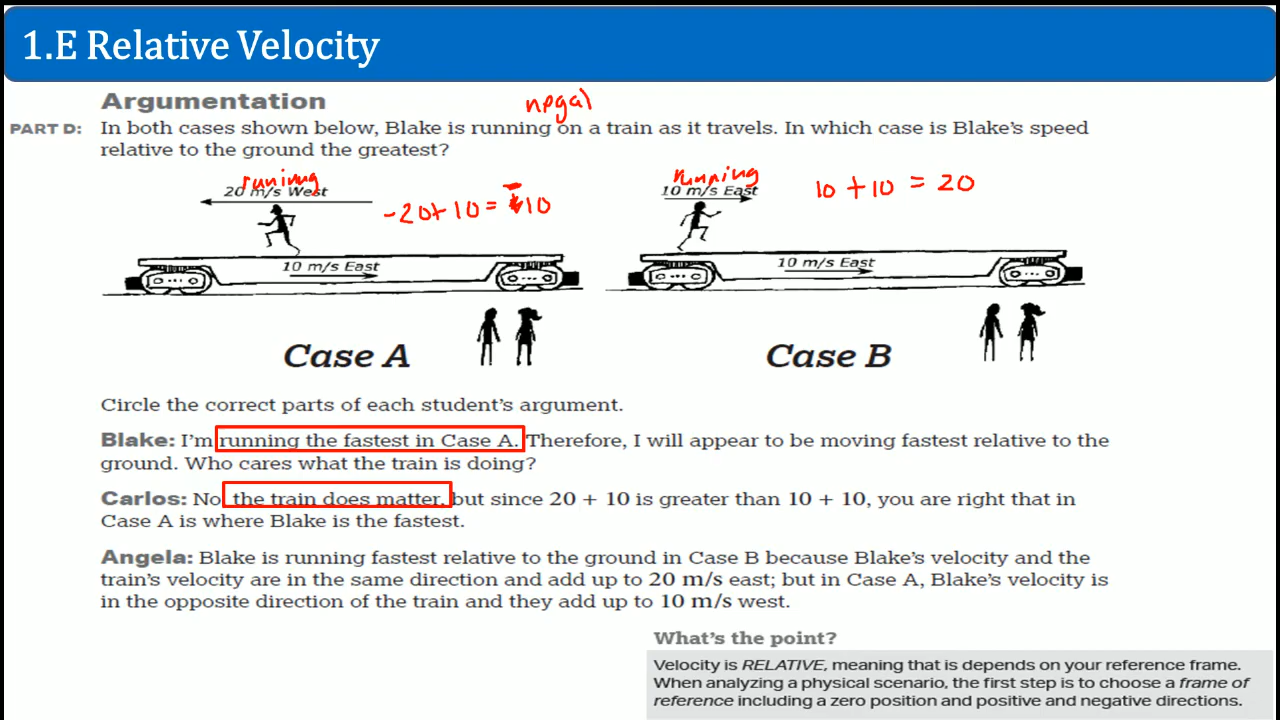 1.E Relative Velocity
Argumentation
PART D: In both cases shown below, Blake is running on a train as it travels. In which case is Blake's speed
relative to the ground the greatest?
running
20 m/s West
-20+10 = -10
10 m/s East
Case A
running
10 m/s East
10 + 10 = 20
10 m/s East
Case B
Circle the correct parts of each student's argument.
Blake: I'm running the fastest in Case A. Therefore, I will appear to be moving fastest relative to the
ground. Who cares what the train is doing?
Carlos: No, the train does matter, but since 20 + 10 is greater than 10 + 10, you are right that in
Case A is where Blake is the fastest.
Angela: Blake is running fastest relative to the ground in Case B because Blake's velocity and the
train's velocity are in the same direction and add up to 20 m/s east; but in Case A, Blake's velocity is
in the opposite direction of the train and they add up to 10 m/s west.
What's the point?
Velocity is RELATIVE, meaning that is depends on your reference frame.
When analyzing a physical scenario, the first step is to choose a frame of
reference including a zero position and positive and negative directions.